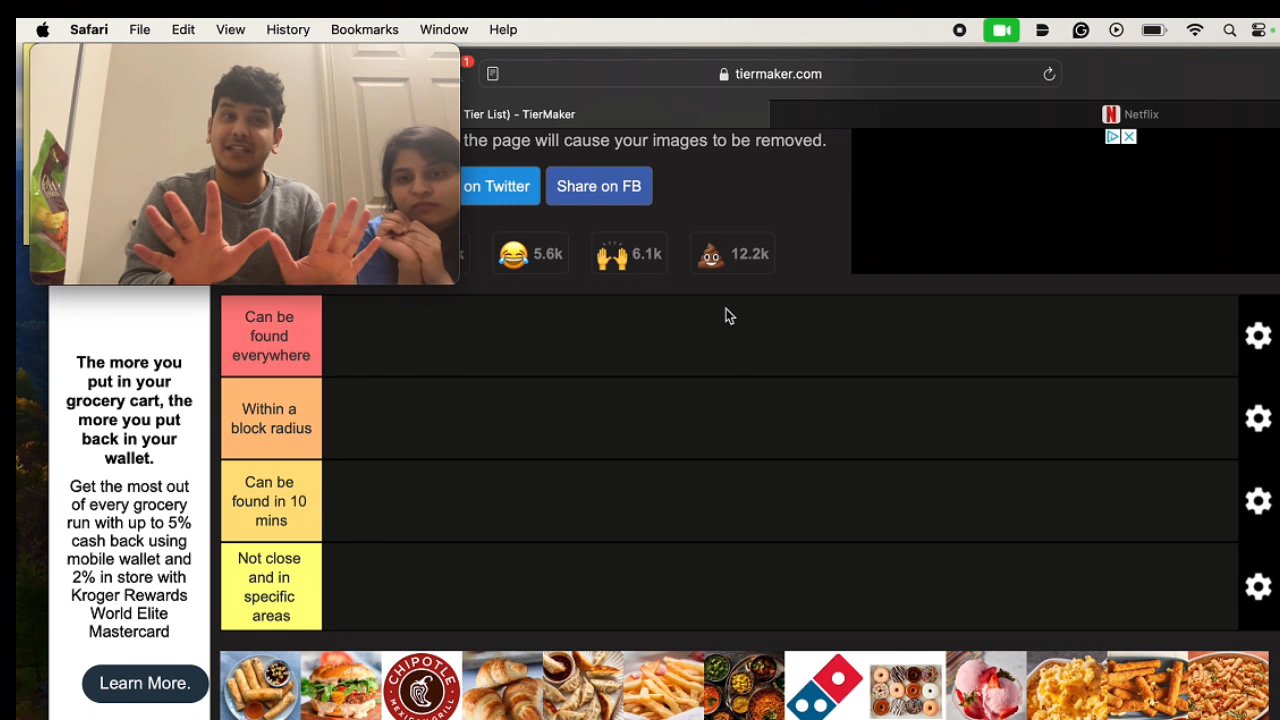 Safari File Edit View History Bookmarks Window Help
1
tiermaker.com
Tier List) - TierMaker
Netflix
the page will cause your images to be removed.
on Twitter
Share on FB
k
5.6k
6.1k
12.2k
The more you
put in your
grocery cart, the
more you put
back in your
wallet.
Get the most out
of every grocery
run with up to 5%
cash back using
mobile wallet and
2% in store with
Kroger Rewards
World Elite
Mastercard
Learn More.
Can be
found
everywhere
Within a
block radius
Can be
found in 10
mins
Not close
and in
specific
areas
CHIPOTLE
MEXICAN GRILL